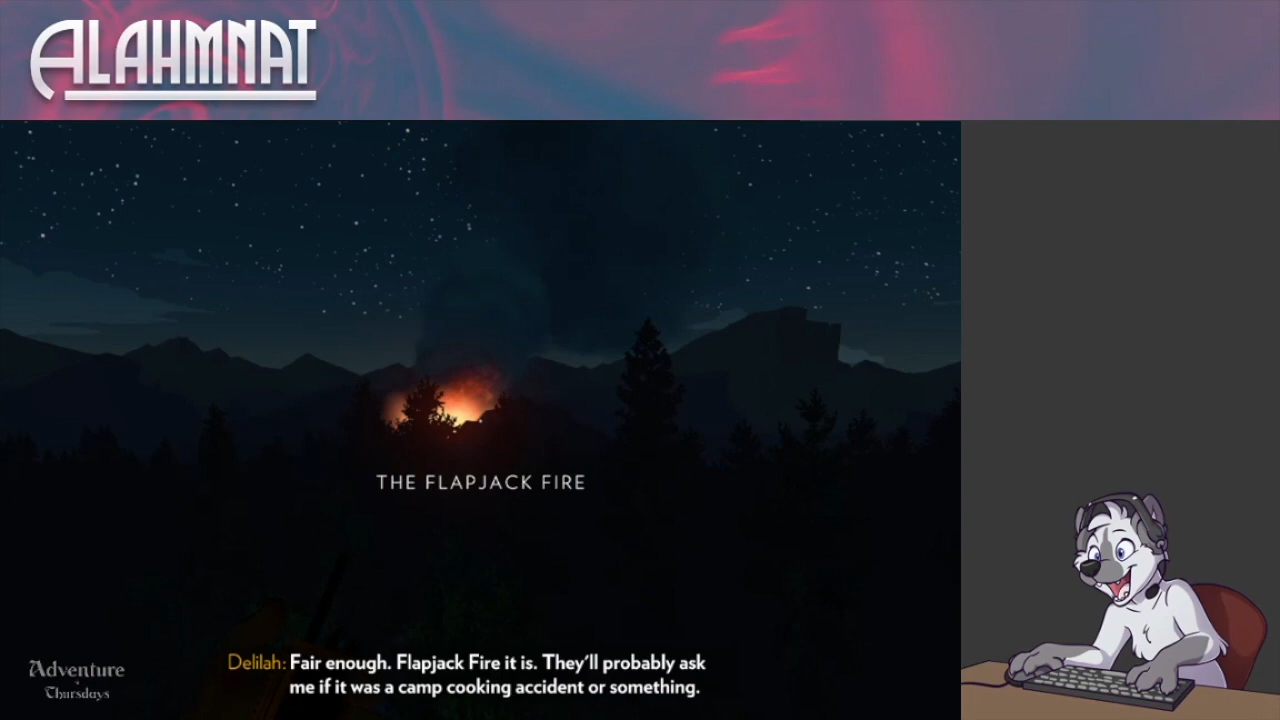 ALAHMNAT
THE FLAPJACK FIRE
Delilah: Fair enough. Flapjack Fire it is. They'll probably ask
me if it was a camp cooking accident or something.
Adventure
Thursdays